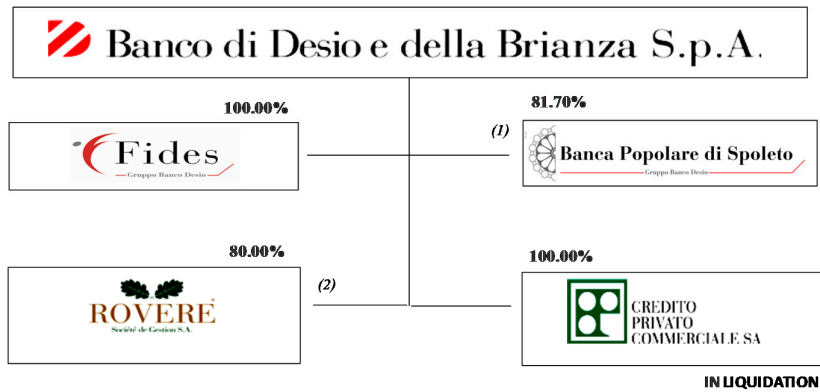 Banco di Desio e della Brianza S.p.A.
100.00%
81.70%
(1)
Fides
Gruppo Banco Desio
Banca Popolare di Spoleto
Gruppo Banco Desio
80.00%
100.00%
(2)
ROVERE
Société de Gestion S.A.
CREDITO
PRIVATO
COMMERCIALE SA
IN LIQUIDATION